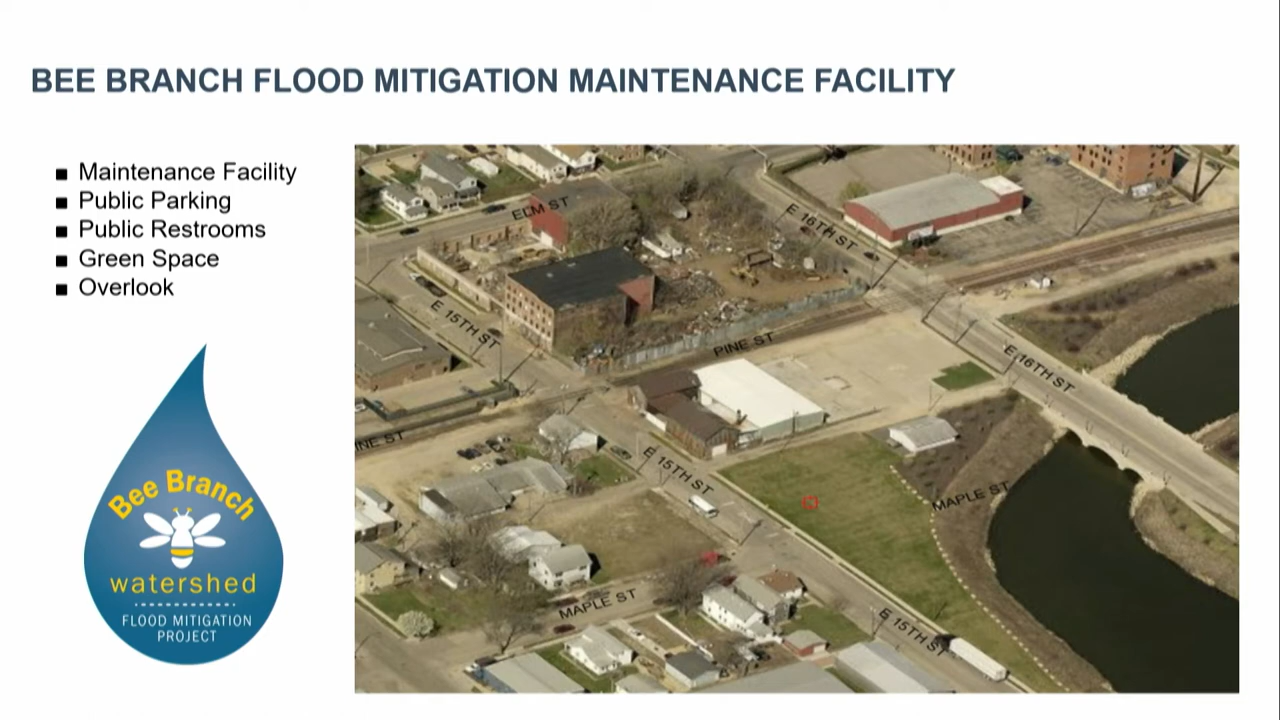 BEE BRANCH FLOOD MITIGATION MAINTENANCE FACILITY
Maintenance Facility
Public Parking
Public Restrooms
Green Space
Overlook
Bee Branch
watershed
FLOOD MITIGATION
PROJECT
ELM ST
E 16TH ST
E 15TH ST
PINE ST
E 16TH ST
INE ST
E 15TH ST
MAPLE ST
MAPLE ST
E 15TH ST